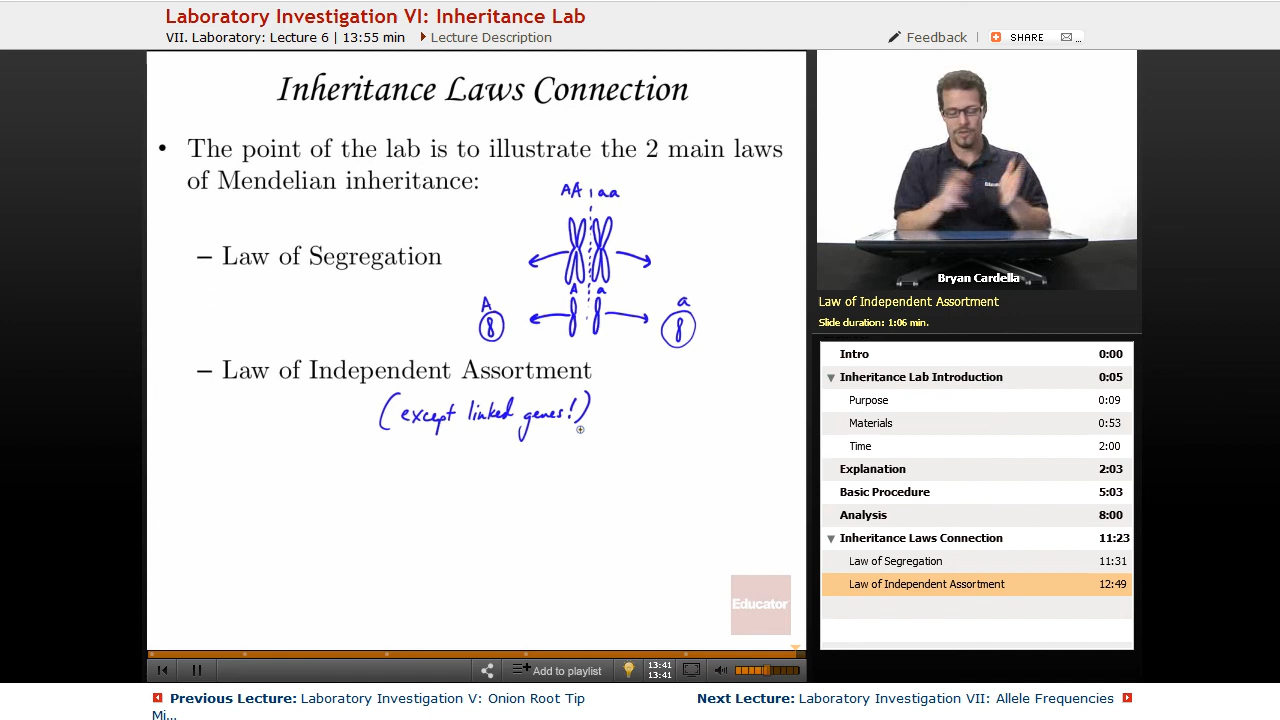 Laboratory Investigation VI: Inheritance Lab
VII. Laboratory: Lecture 6 | 13:55 min
Lecture Description
Feedback
SHARE
Inheritance Laws Connection
• The point of the lab is to illustrate the 2 main laws
of Mendelian inheritance:
AA aa
– Law of Segregation
A a
A a
– Law of Independent Assortment
(except linked genes!)
Educator
Bryan Cardella
Law of Independent Assortment
Slide duration: 1:06 min.
Intro 0:00
Inheritance Lab Introduction 0:05
Purpose 0:09
Materials 0:53
Time 2:00
Explanation 2:03
Basic Procedure 5:03
Analysis 8:00
Inheritance Laws Connection 11:23
Law of Segregation 11:31
Law of Independent Assortment 12:49
Add to playlist
13:41
13:41
Previous Lecture: Laboratory Investigation V: Onion Root Tip
Mi...
Next Lecture: Laboratory Investigation VII: Allele Frequencies